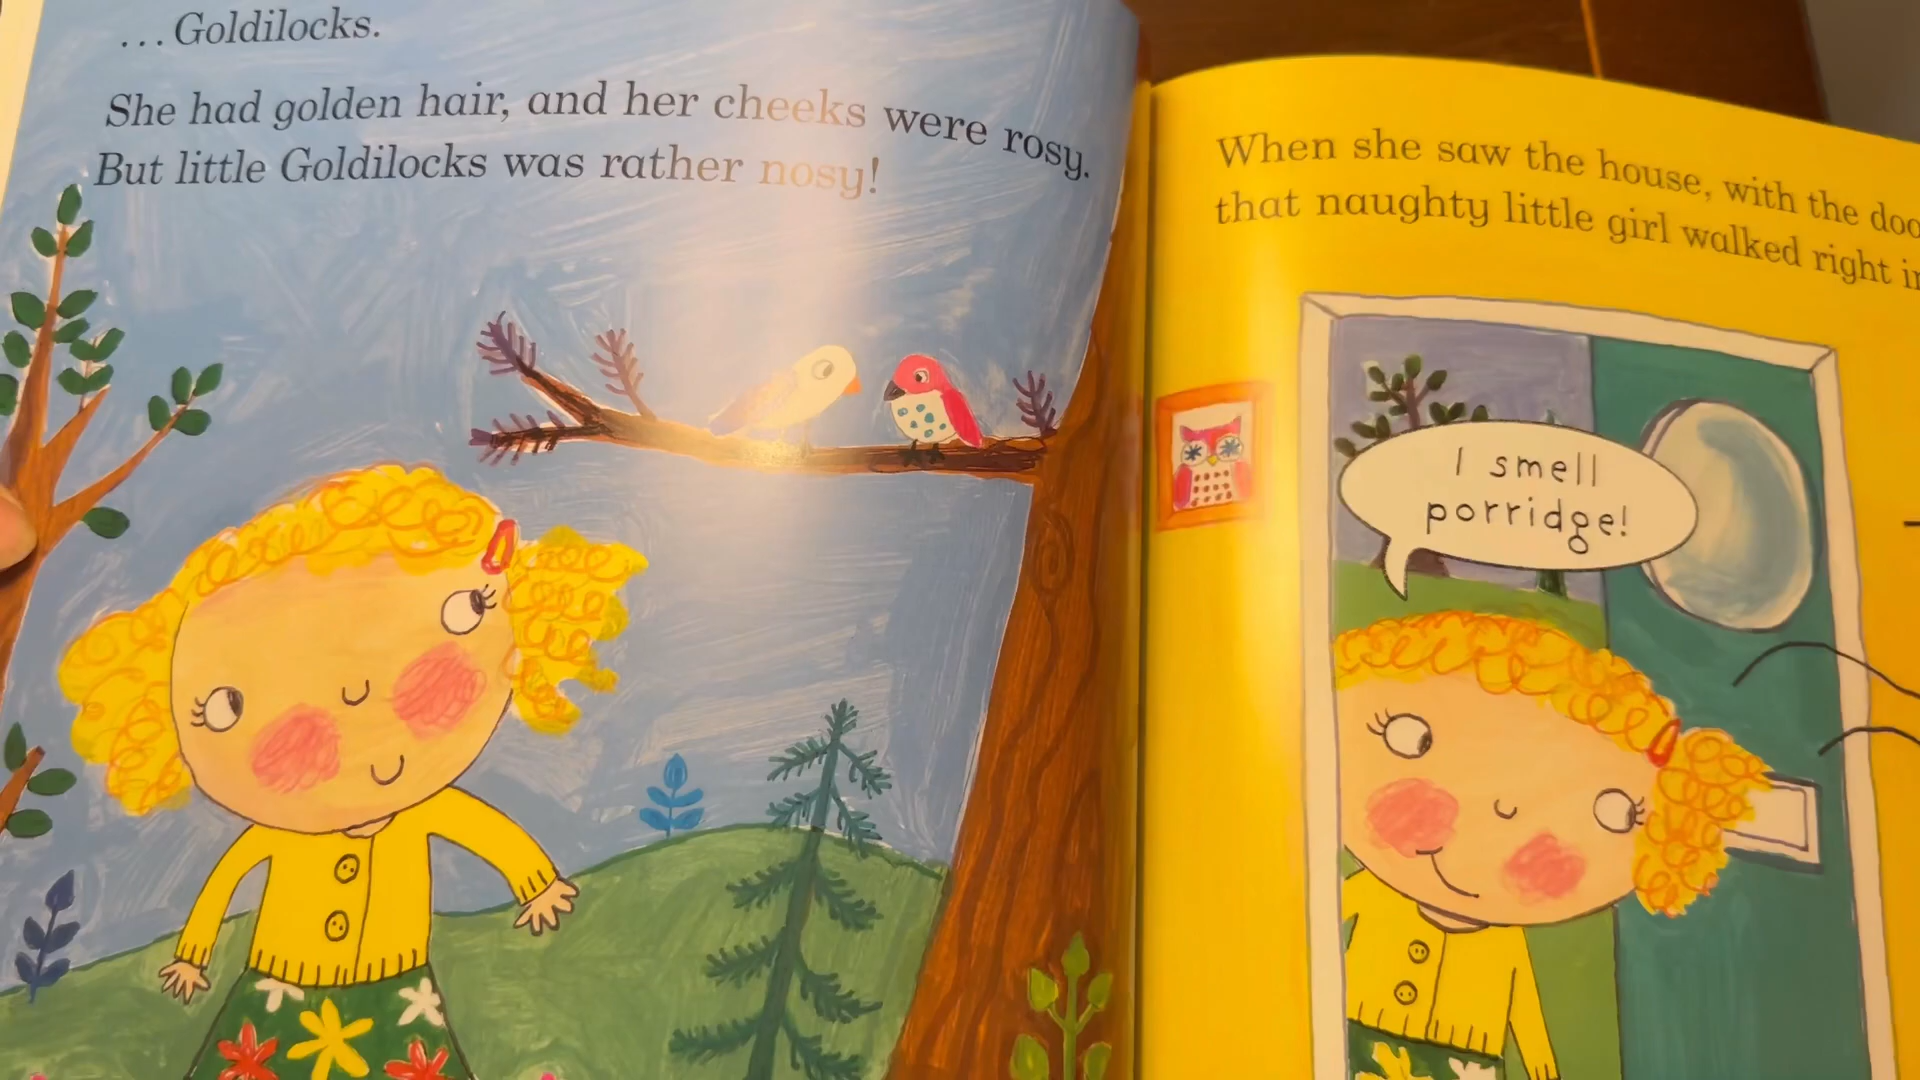 ...Goldilocks.
She had golden hair, and her cheeks were rosy.
But little Goldilocks was rather nosy!
When she saw the house, with the
that naughty little girl walked right
I smell
porridge!